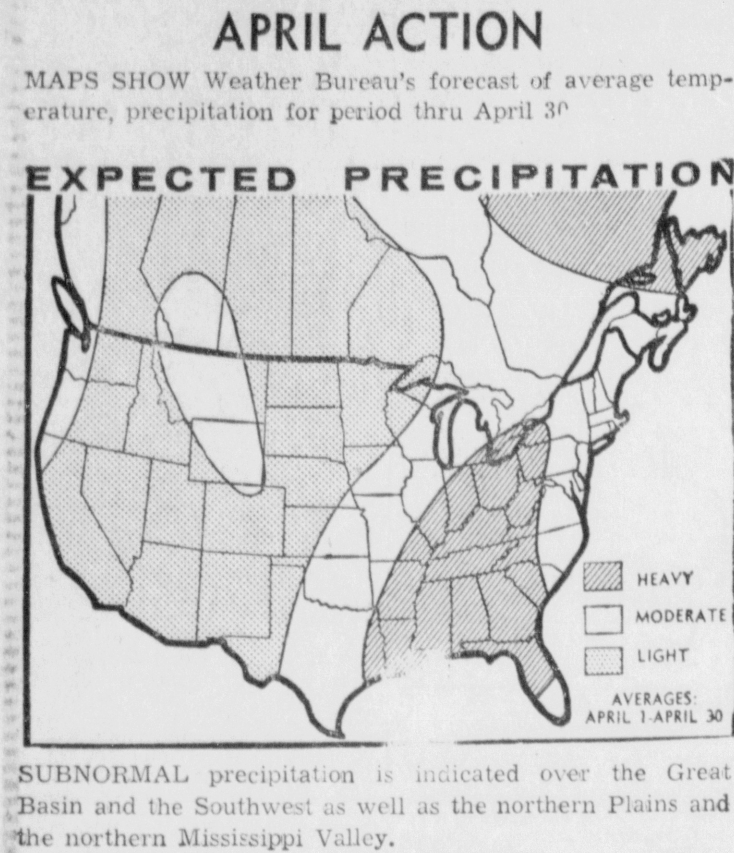 APRIL ACTION
MAPS SHOW Weather Bureau's forecast of average temp-
erature, precipitation for period thru April 30
EXPECTED PRECIPITATION
HEAVY
MODERATE
LIGHT
AVERAGES:
APRIL 1-APRIL 30
SUBNORMAL precipitation is indicated over the Great
Basin and the Southwest as well as the northern Plains and
the northern Mississippi Valley.